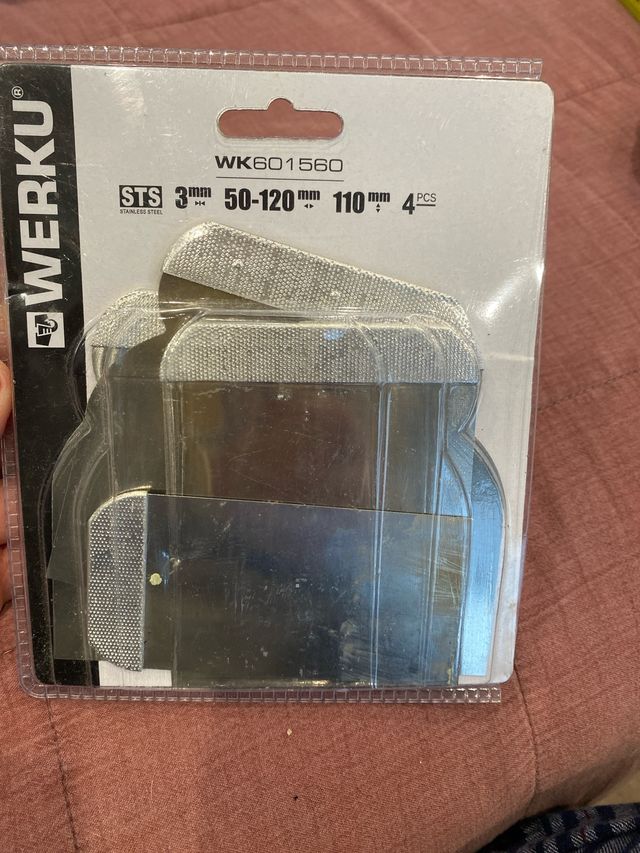 WERKU®
WK601560
STS 3mm 50-120mm 110mm 4PCS
STAINLESS STEEL